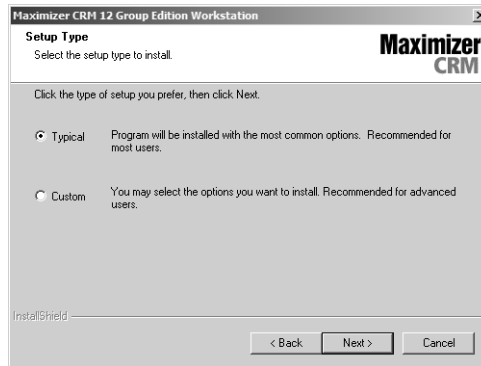 Maximizer CRM 12 Group Edition Workstation
Setup Type
Select the setup type to install.
Maximizer
CRM
Click the type of setup you prefer, then click Next.
Typical
Program will be installed with the most common options. Recommended for
most users.
Custom
You may select the options you want to install. Recommended for advanced
users.
InstallShield
< Back
Next >
Cancel